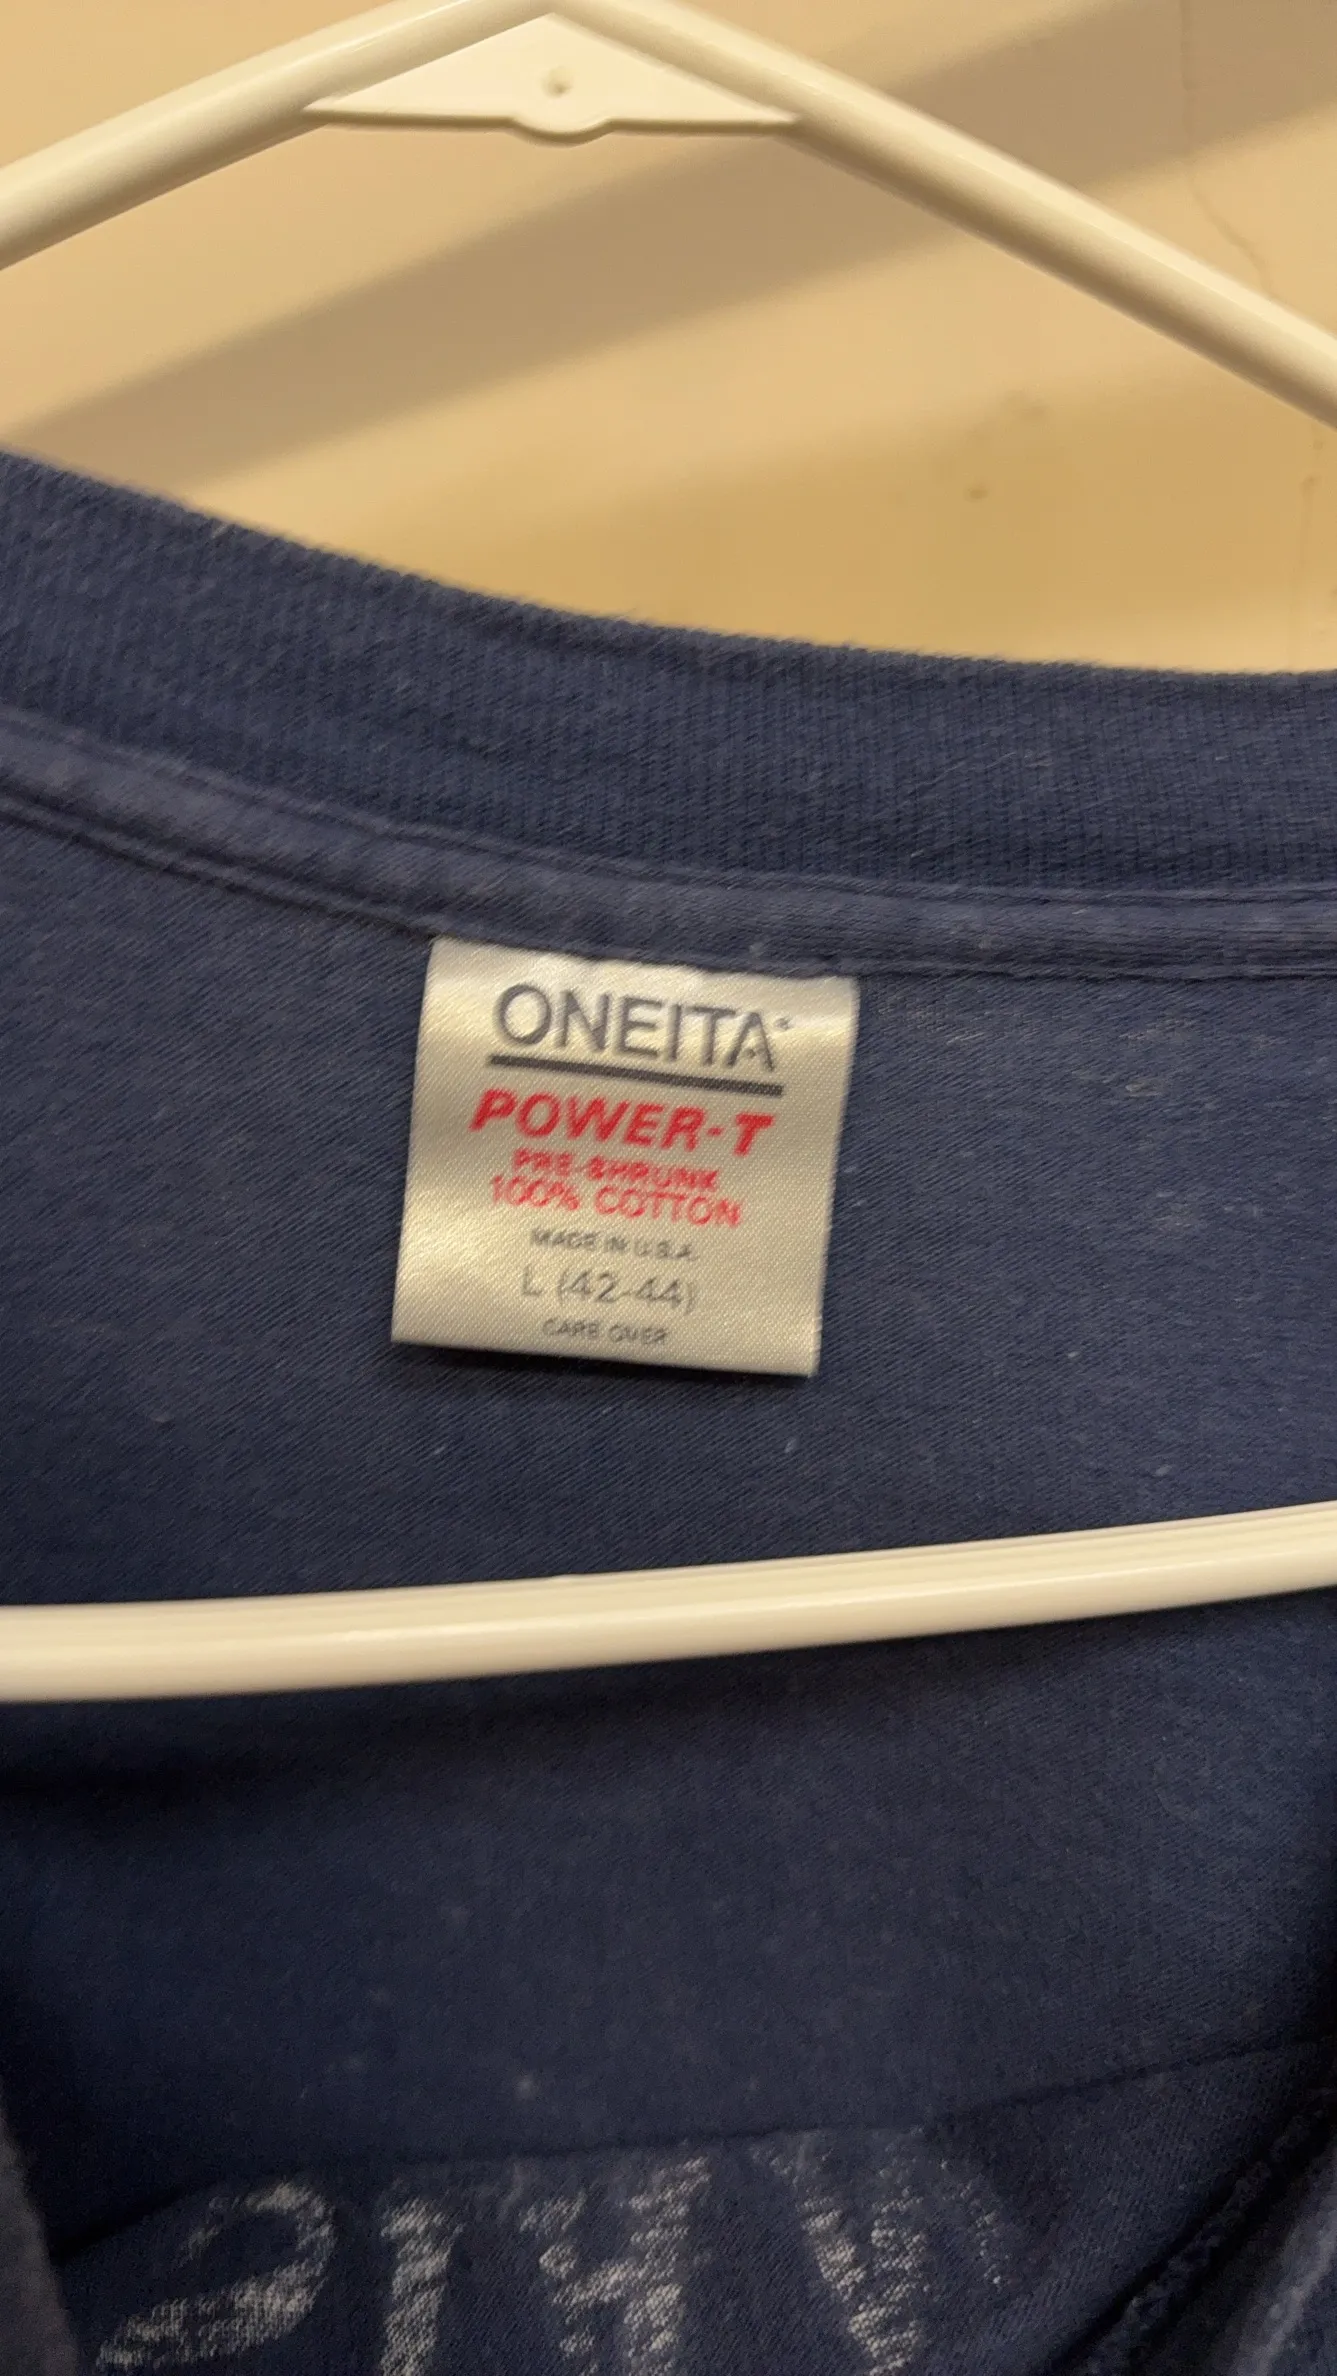 ONEITA
POWER-T
PRE-SHRUNK
100% COTTON
MADE IN U.S.A.
L (42-44)
CARE OVER